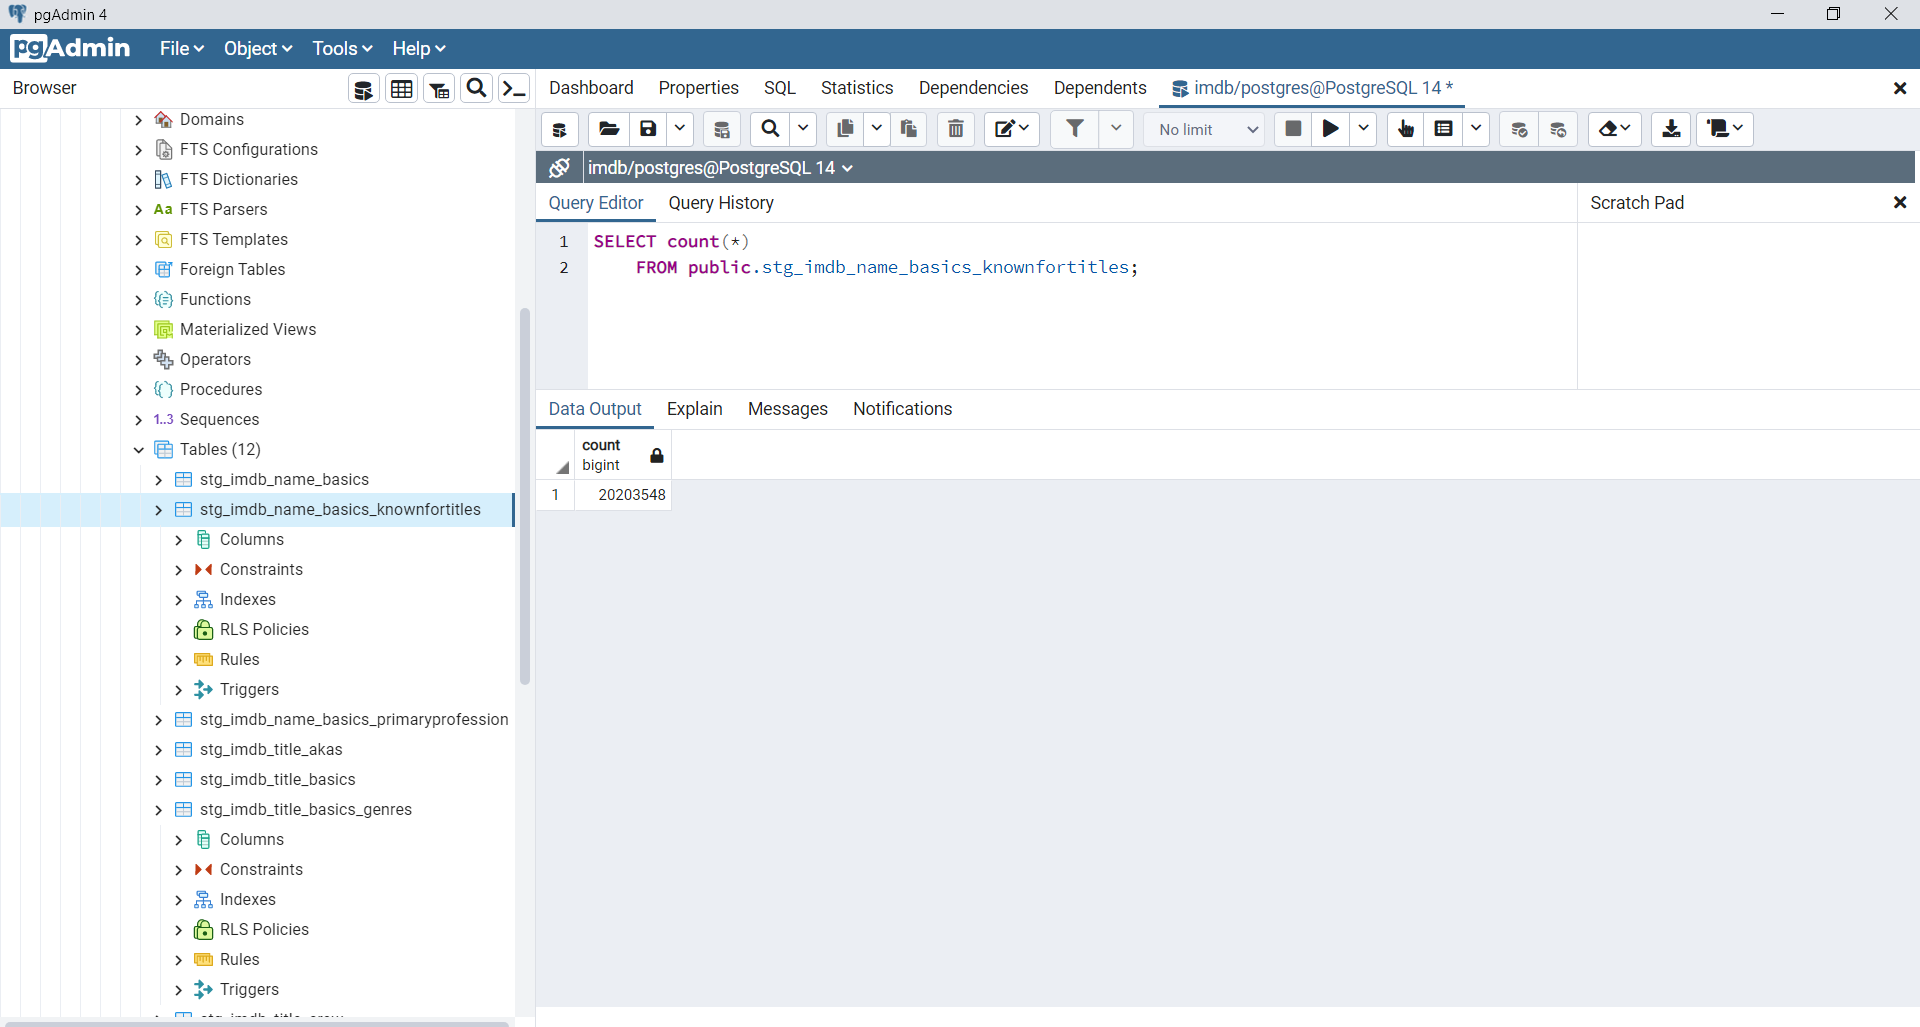 pgAdmin 4
pgAdmin File Object Tools Help
Browser
Dashboard Properties SQL Statistics Dependencies Dependents imdb/postgres@PostgreSQL 14 *
No limit
imdb/postgres@PostgreSQL 14
Query Editor Query History
Scratch Pad
1 SELECT count(*)
2 FROM public.stg_imdb_name_basics_knownfortitles;
Data Output Explain Messages Notifications
count
bigint
1 20203548
Domains
FTS Configurations
FTS Dictionaries
Aa FTS Parsers
FTS Templates
Foreign Tables
Functions
Materialized Views
Operators
Procedures
1..3 Sequences
Tables (12)
stg_imdb_name_basics
stg_imdb_name_basics_knownfortitles
Columns
Constraints
Indexes
RLS Policies
Rules
Triggers
stg_imdb_name_basics_primaryprofession
stg_imdb_title_akas
stg_imdb_title_basics
stg_imdb_title_basics_genres
Columns
Constraints
Indexes
RLS Policies
Rules
Triggers